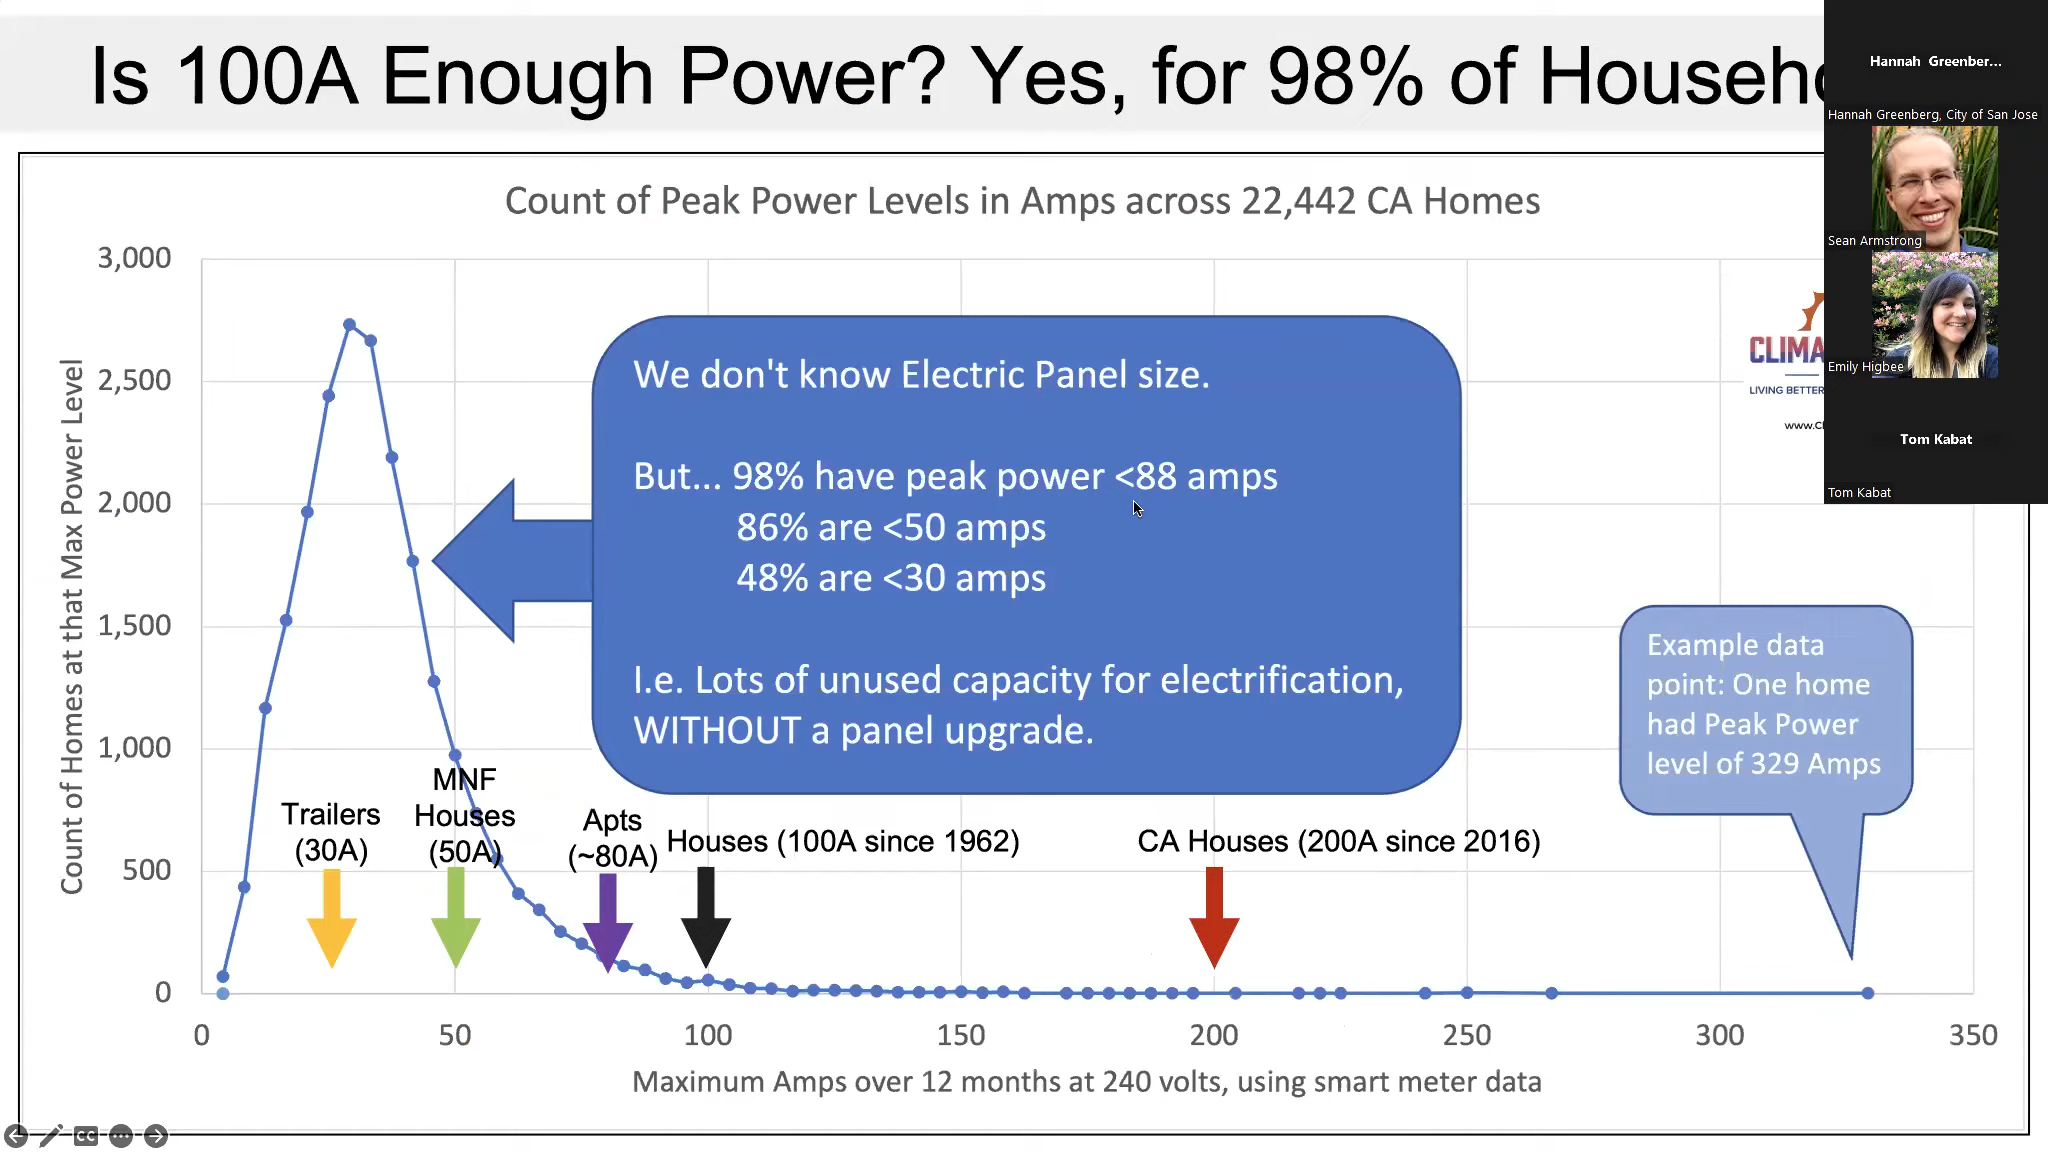 Is 100A Enough Power? Yes, for 98% of Househo
Hannah Greenber...
Hannah Greenberg, City of San Jose
Sean Armstrong
Emily Higbee
Tom Kabat
Tom Kabat
Count of Peak Power Levels in Amps across 22,442 CA Homes
CLIMA
LIVING BETTER
www.Cl
Count of Homes at that Max Power Level
3,000
2,500
2,000
1,500
1,000
500
0
We don't know Electric Panel size.
But... 98% have peak power <88 amps
86% are <50 amps
48% are <30 amps
I.e. Lots of unused capacity for electrification,
WITHOUT a panel upgrade.
Example data
point: One home
had Peak Power
level of 329 Amps
Trailers
(30A)
MNF
Houses
(50A)
Apts
(~80A)
Houses (100A since 1962)
CA Houses (200A since 2016)
0 50 100 150 200 250 300 350
Maximum Amps over 12 months at 240 volts, using smart meter data
CC